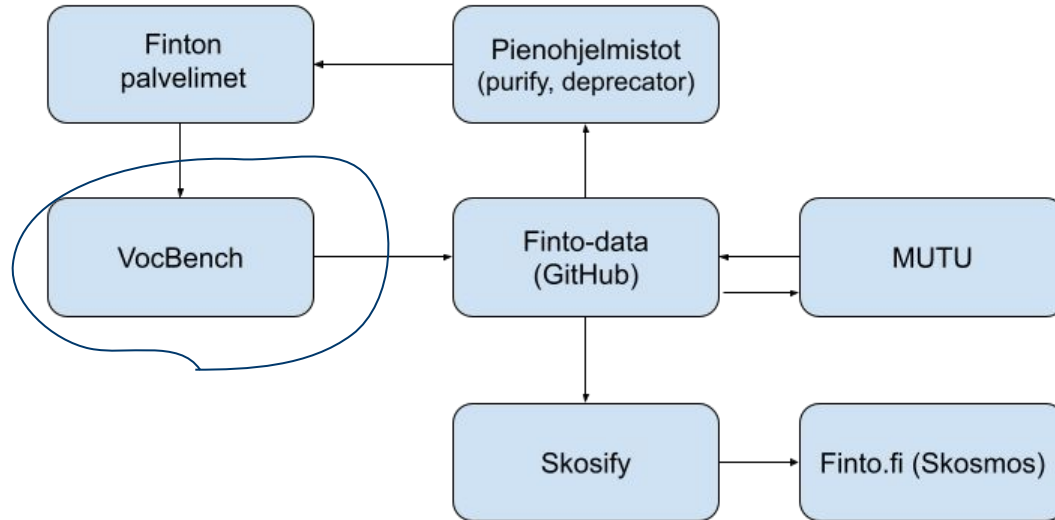 Finton
palvelimet
Pienohjelmistot
(purify, deprecator)
VocBench
Finto-data
(GitHub)
MUTU
Skosify
Finto.fi (Skosmos)